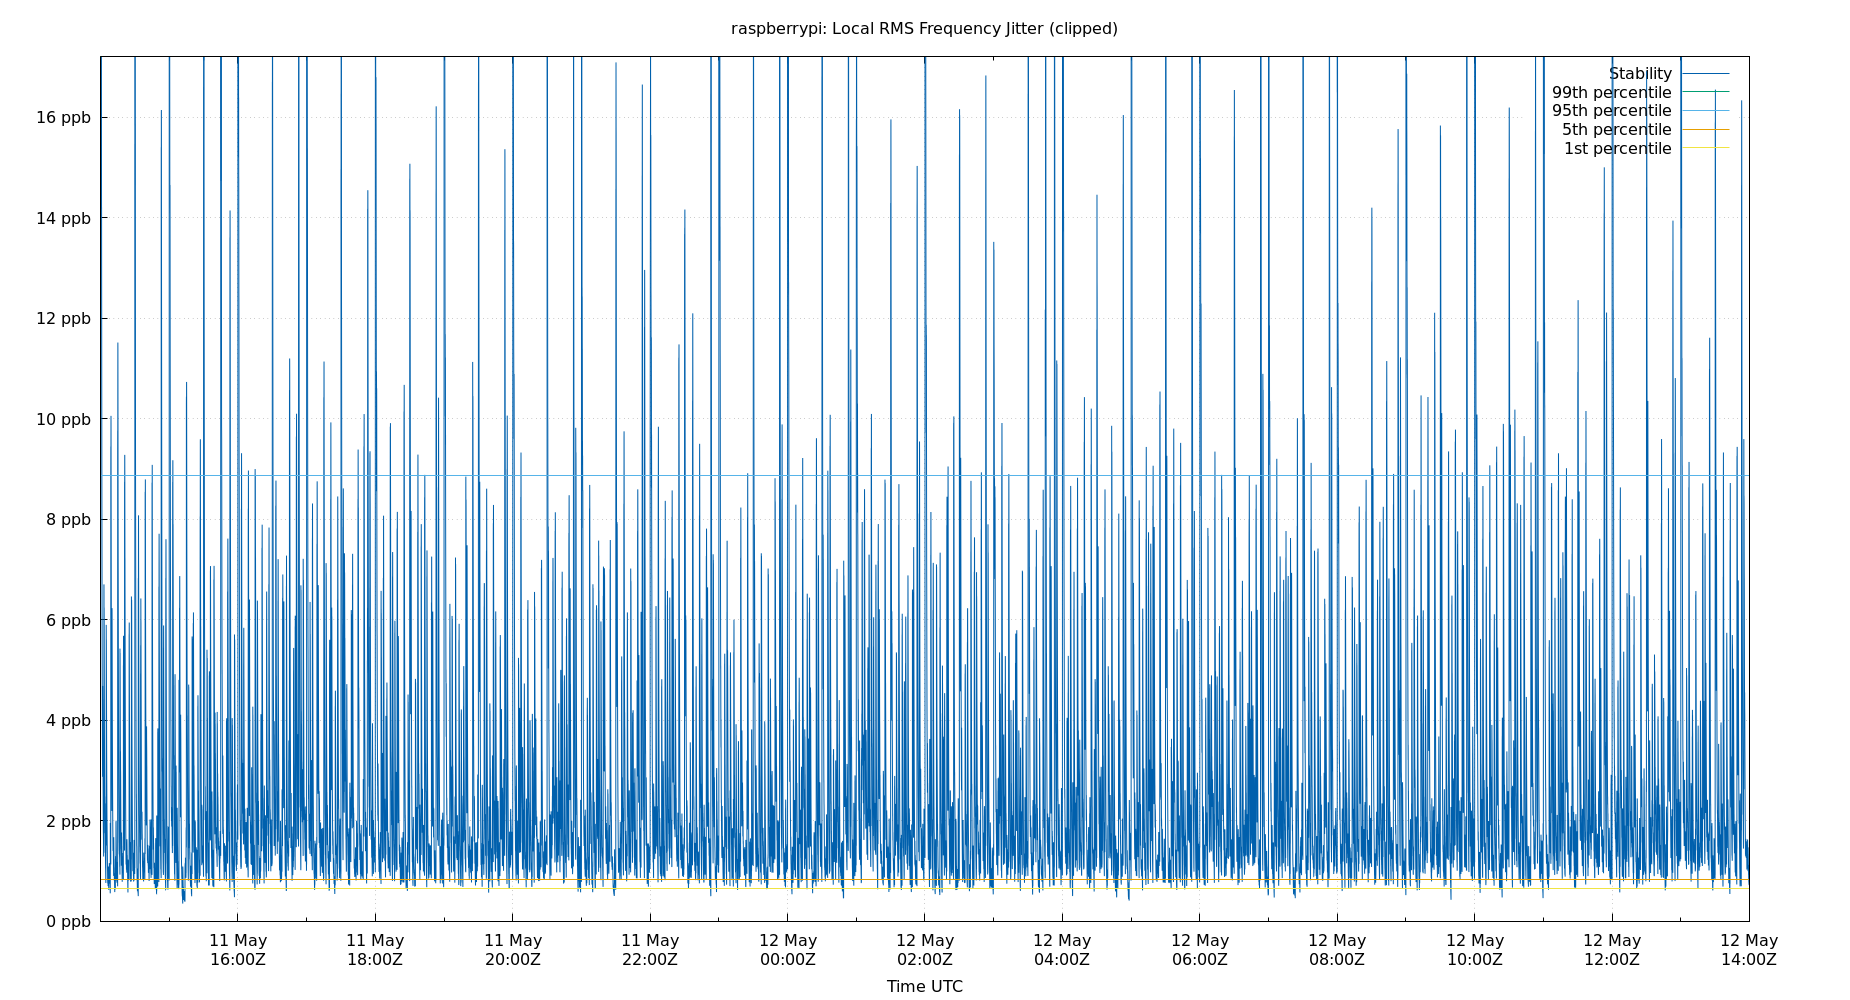 raspberrypi: Local RMS Frequency Jitter (clipped)
Stability
99th percentile
95th percentile
5th percentile
1st percentile
16 ppb
14 ppb
12 ppb
10 ppb
8 ppb
6 ppb
4 ppb
2 ppb
0 ppb
11 May 11 May 11 May 11 May 12 May 12 May 12 May 12 May 12 May 12 May 12 May 12 May
16:00Z 18:00Z 20:00Z 22:00Z 00:00Z 02:00Z 04:00Z 06:00Z 08:00Z 10:00Z 12:00Z 14:00Z
Time UTC